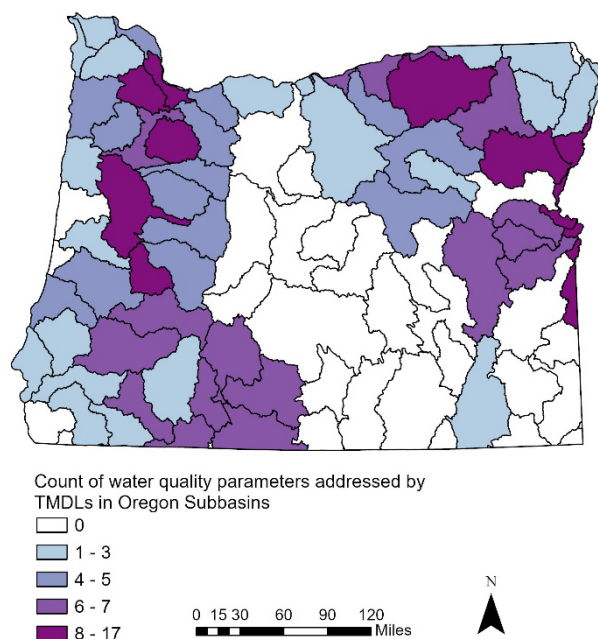 Count of water quality parameters addressed by
TMDLs in Oregon Subbasins
0
1 - 3
4 - 5
6 - 7
8 - 17
N
0 15 30 60 90 120
Miles